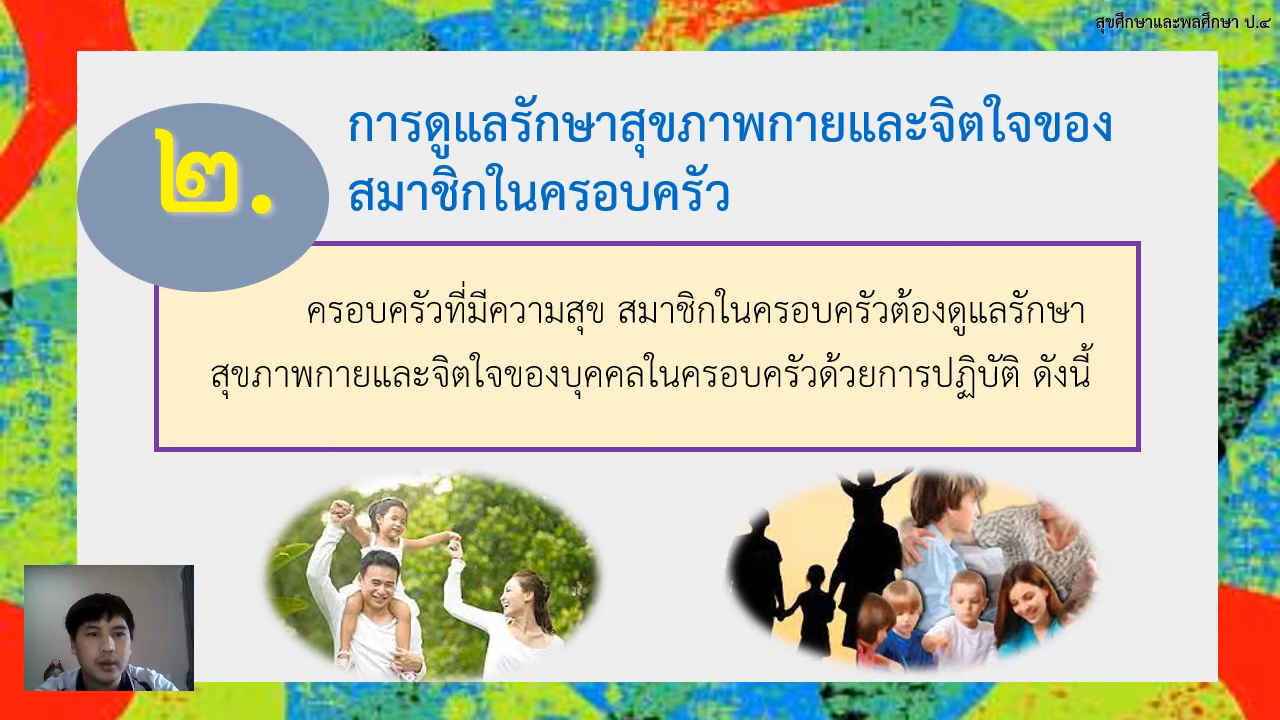 สุขศึกษาและพลศึกษา ป.๔
๒.
การดูแลรักษาสุขภาพกายและจิตใจของ
สมาชิกในครอบครัว
ครอบครัวที่มีความสุข สมาชิกในครอบครัวต้องดูแลรักษา
สุขภาพกายและจิตใจของบุคคลในครอบครัวด้วยการปฏิบัติ ดังนี้